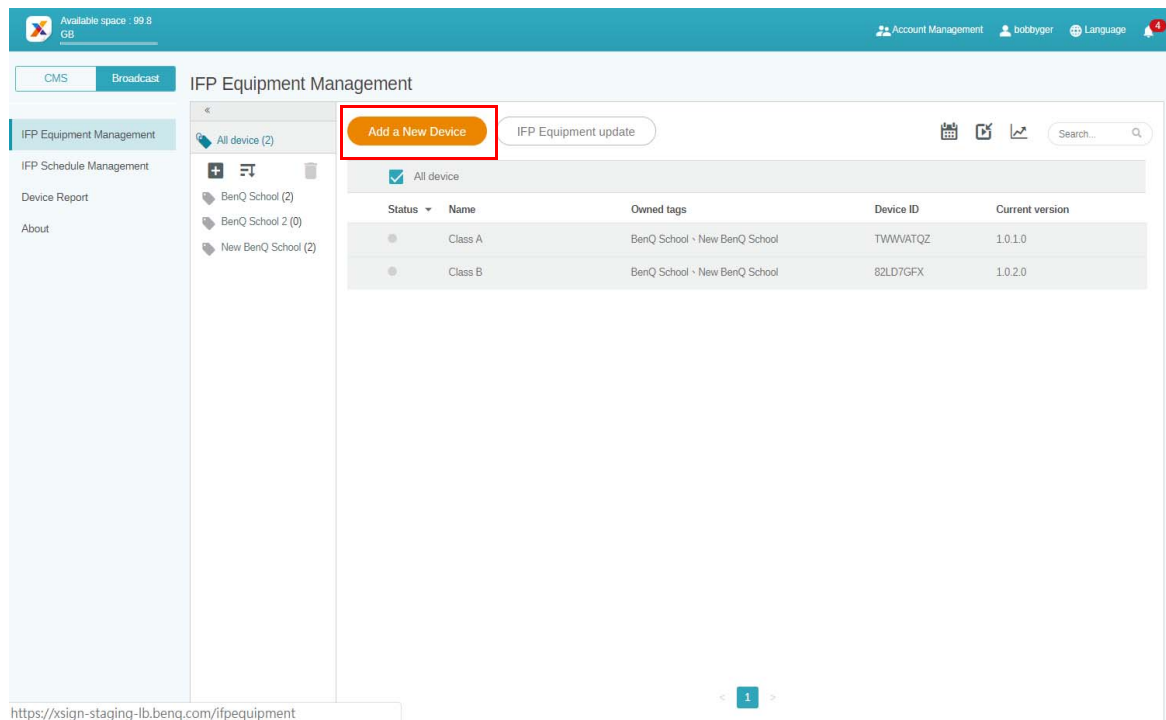 Available space : 99.8
GB
Account Management
bobbyger
Language
4
CMS
Broadcast
IFP Equipment Management
IFP Equipment Management
IFP Schedule Management
Device Report
About
«
All device (2)
BenQ School (2)
BenQ School 2 (0)
New BenQ School (2)
Add a New Device
IFP Equipment update
Search...
All device
Status Name Owned tags Device ID Current version
Class A BenQ School、New BenQ School TWWVATQZ 1.0.1.0
Class B BenQ School、New BenQ School 82LD7GFX 1.0.2.0
< 1 >
https://xsign-staging-lb.benq.com/ifpequipment